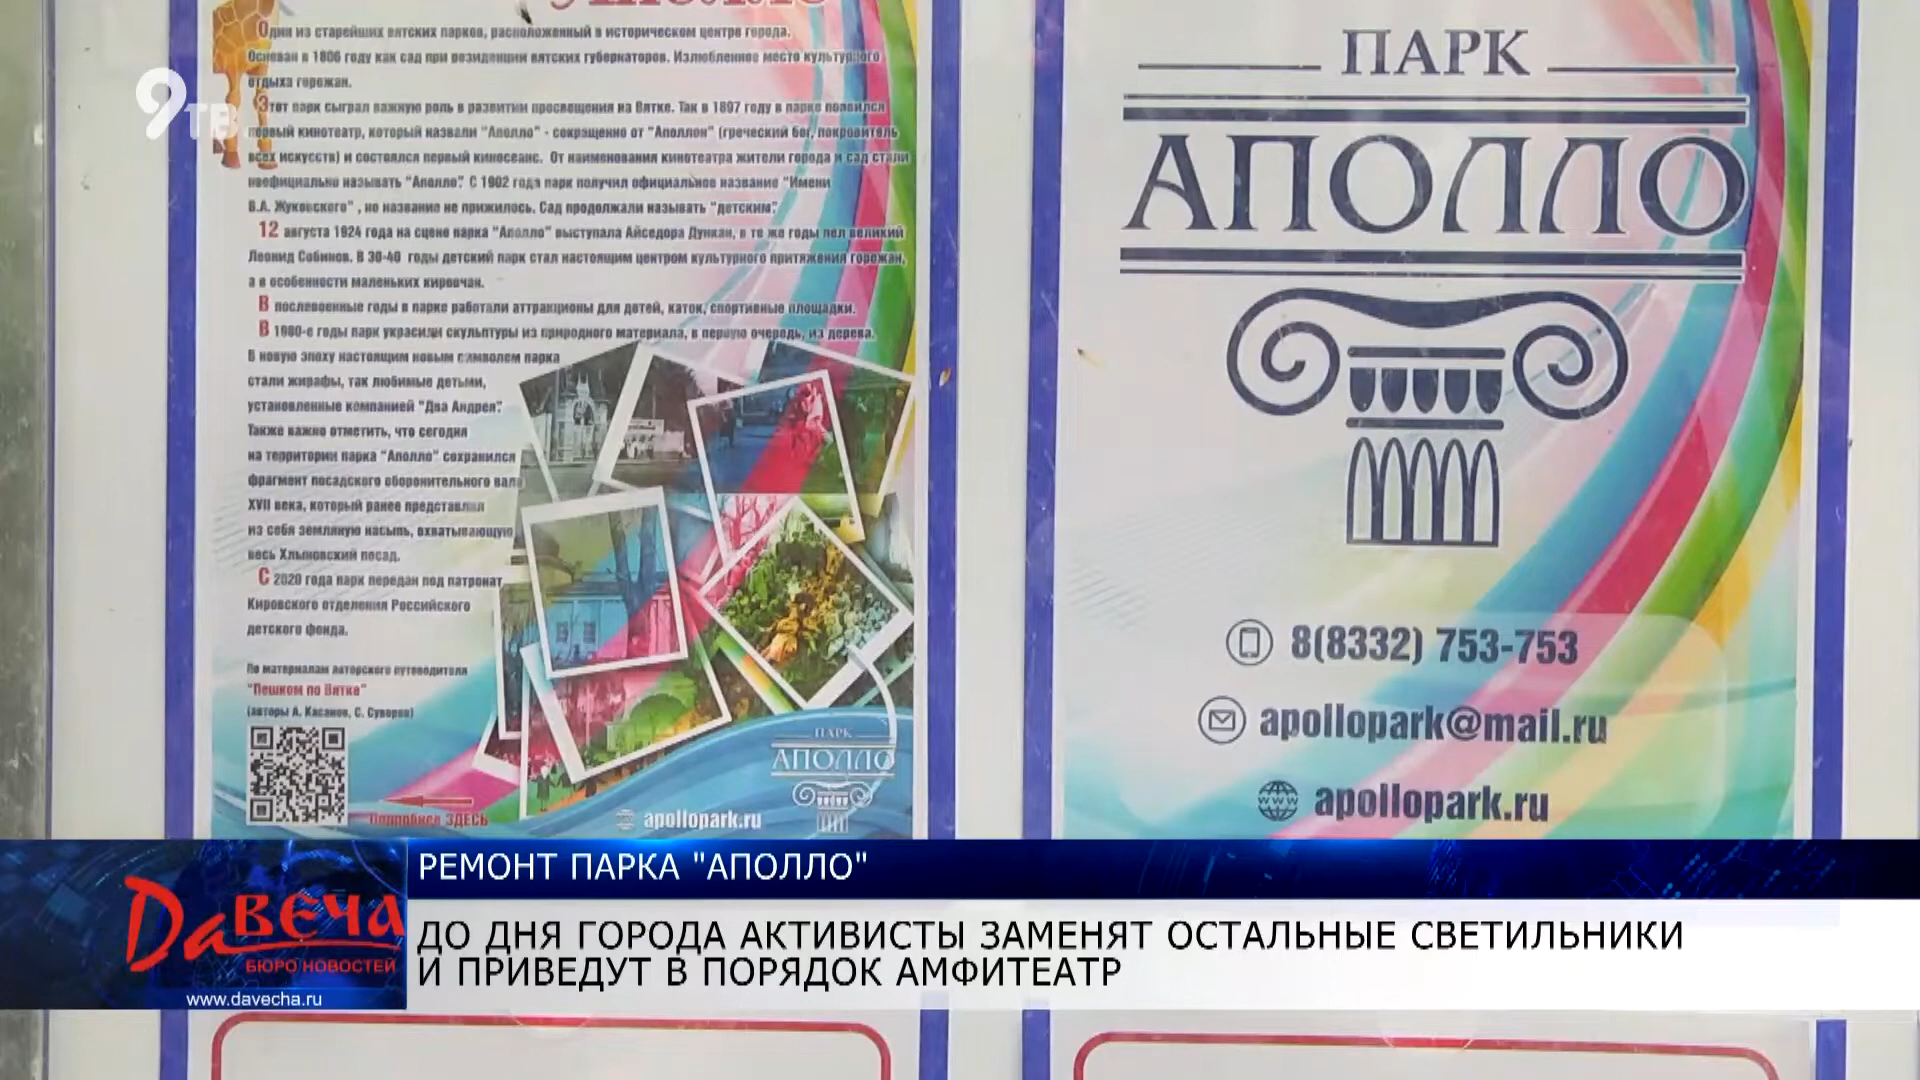 Аполло
Один из старейших вятских парков, расположенный в историческом центре города.
Основан в 1806 году как сад при резиденции вятских губернаторов. Излюбленное место культурного
отдыха горожан.
Этот парк сыграл важную роль в развитии просвещения на Вятке. Так в 1897 году в парке появился
первый кинотеатр, который назвали "Аполло" - сокращенно от "Аполлон" (греческий бог, покровитель
всех искусств) и состоялся первый киносеанс. От наименования кинотеатра жители города и сад стали
неофициально называть "Аполло". С 1902 года парк получил официальное название "Имени
В.А. Жуковского" , но название не прижилось. Сад продолжали называть "детским".
12 августа 1924 года на сцене парка "Аполло" выступала Айседора Дункан, в те же годы пел великий
Леонид Собинов. В 30-40 годы детский парк стал настоящим центром культурного притяжения горожан,
а в особенности маленьких кировчан.
В послевоенные годы в парке работали аттракционы для детей, каток, спортивные площадки.
В 1980-е годы парк украсили скульптуры из природного материала, в первую очередь, из дерева.
В новую эпоху настоящим новым символом парка
стали жирафы, так любимые детьми,
установленные компанией "Два Андрея".
Также важно отметить, что сегодня
на территории парка "Аполло" сохранился
фрагмент посадского оборонительного вала
XVII века, который ранее представлял
из себя земляную насыпь, охватывающую
весь Хлыновский посад.
С 2020 года парк передан под патронат
Кировского отделения Российского
детского фонда.
По материалам авторского путеводителя
"Пешком по Вятке"
(авторы А. Касанов, С. Суворов)
Подробнее ЗДЕСЬ
ПАРК
АПОЛЛО
apollopark.ru
9ТВ
ПАРК
АПОЛЛО
8(8332) 753-753
apollopark@mail.ru
apollopark.ru
РЕМОНТ ПАРКА "АПОЛЛО"
ДаВЕЧА
БЮРО НОВОСТЕЙ
www.davecha.ru
ДО ДНЯ ГОРОДА АКТИВИСТЫ ЗАМЕНЯТ ОСТАЛЬНЫЕ СВЕТИЛЬНИКИ
И ПРИВЕДУТ В ПОРЯДОК АМФИТЕАТР